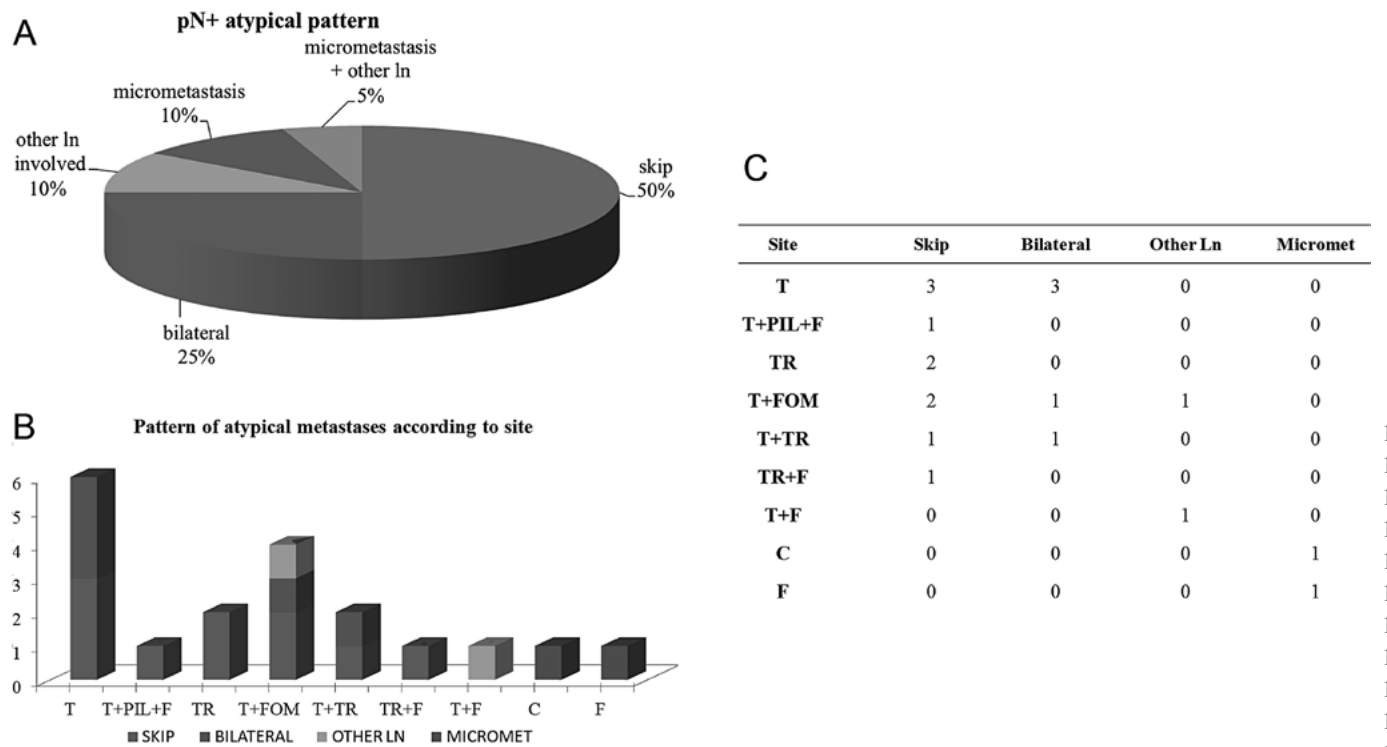 A
pN+ atypical pattern
micrometastasis
+ other ln
5%
micrometastasis
10%
other ln
involved
10%
skip
50%
bilateral
25%
B
Pattern of atypical metastases according to site
6
5
4
3
2
1
0
T T+PIL+F TR T+FOM T+TR TR+F T+F C F
SKIP BILATERAL OTHER LN MICROMET
C
Site Skip Bilateral Other Ln Micromet
T 3 3 0 0
T+PIL+F 1 0 0 0
TR 2 0 0 0
T+FOM 2 1 1 0
T+TR 1 1 0 0
TR+F 1 0 0 0
T+F 0 0 1 0
C 0 0 0 1
F 0 0 0 1